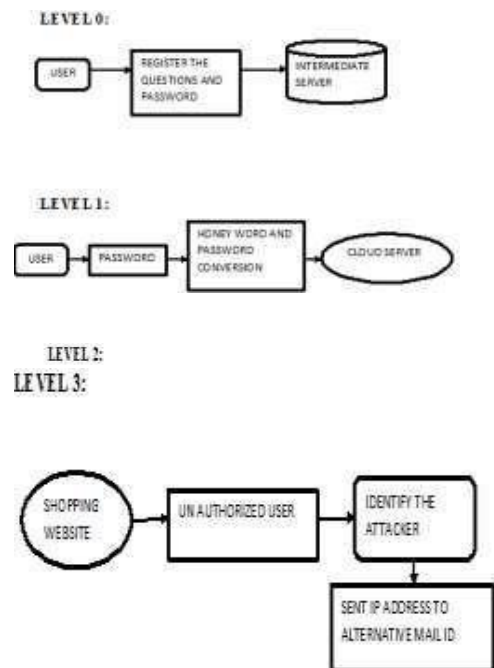 LEVEL 0:
USER
REGISTER THE
QUESTIONS AND
PASSWORD
INTERMEDIATE
SERVER
LEVEL 1:
USER
PASSWORD
HONEY WORD AND
PASSWORD
CONVERSION
CLOUD SERVER
LEVEL 2:
LEVEL 3:
SHOPPING
WEBSITE
UN AUTHORIZED USER
IDENTIFY THE
ATTACKER
SENT IP ADDRESS TO
ALTERNATIVE MAIL ID